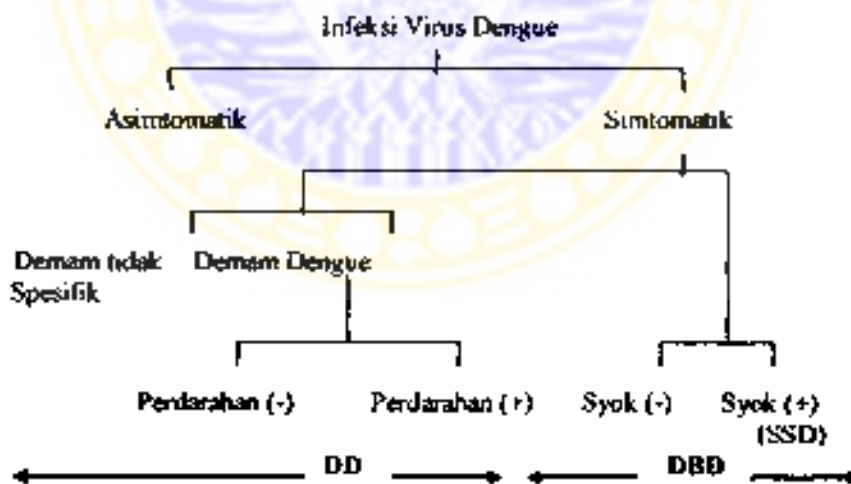 Infeksi Virus Dengue
Asimtomatik Simtomatik
Demam tidak Demam Dengue
Spesifik
Perdarahan (-) Perdarahan (+) Syok (-) Syok (+)
(SSD)
DD DBD